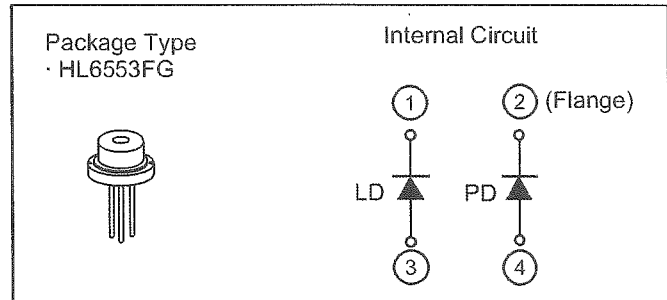 Package Type
· HL6553FG
Internal Circuit
1
2 (Flange)
LD
PD
3
4